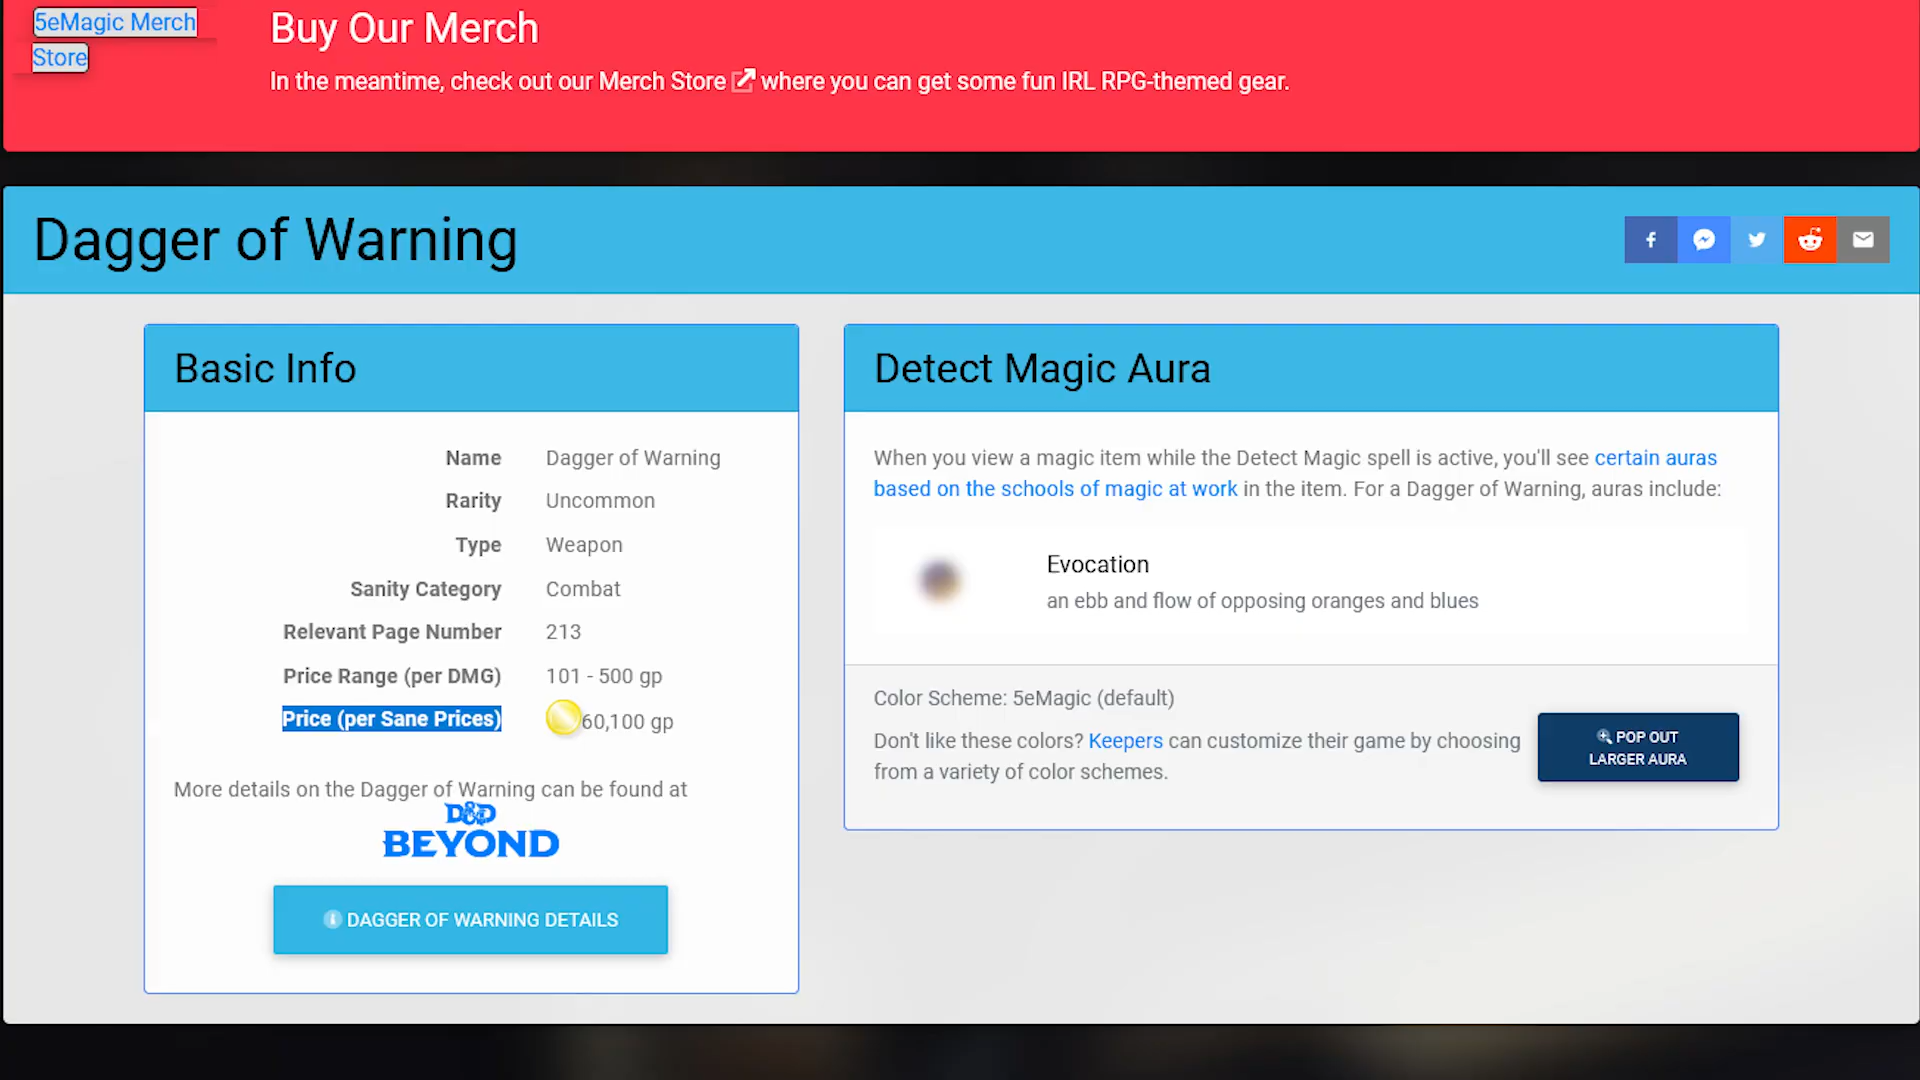 5eMagic Merch
Store
Buy Our Merch
In the meantime, check out our Merch Store where you can get some fun IRL RPG-themed gear.
Dagger of Warning
Basic Info
Name Dagger of Warning
Rarity Uncommon
Type Weapon
Sanity Category Combat
Relevant Page Number 213
Price Range (per DMG) 101 - 500 gp
Price (per Sane Prices) 60,100 gp
More details on the Dagger of Warning can be found at
D&D
BEYOND
DAGGER OF WARNING DETAILS
Detect Magic Aura
When you view a magic item while the Detect Magic spell is active, you'll see certain auras
based on the schools of magic at work in the item. For a Dagger of Warning, auras include:
Evocation
an ebb and flow of opposing oranges and blues
Color Scheme: 5eMagic (default)
Don't like these colors? Keepers can customize their game by choosing
from a variety of color schemes.
POP OUT
LARGER AURA